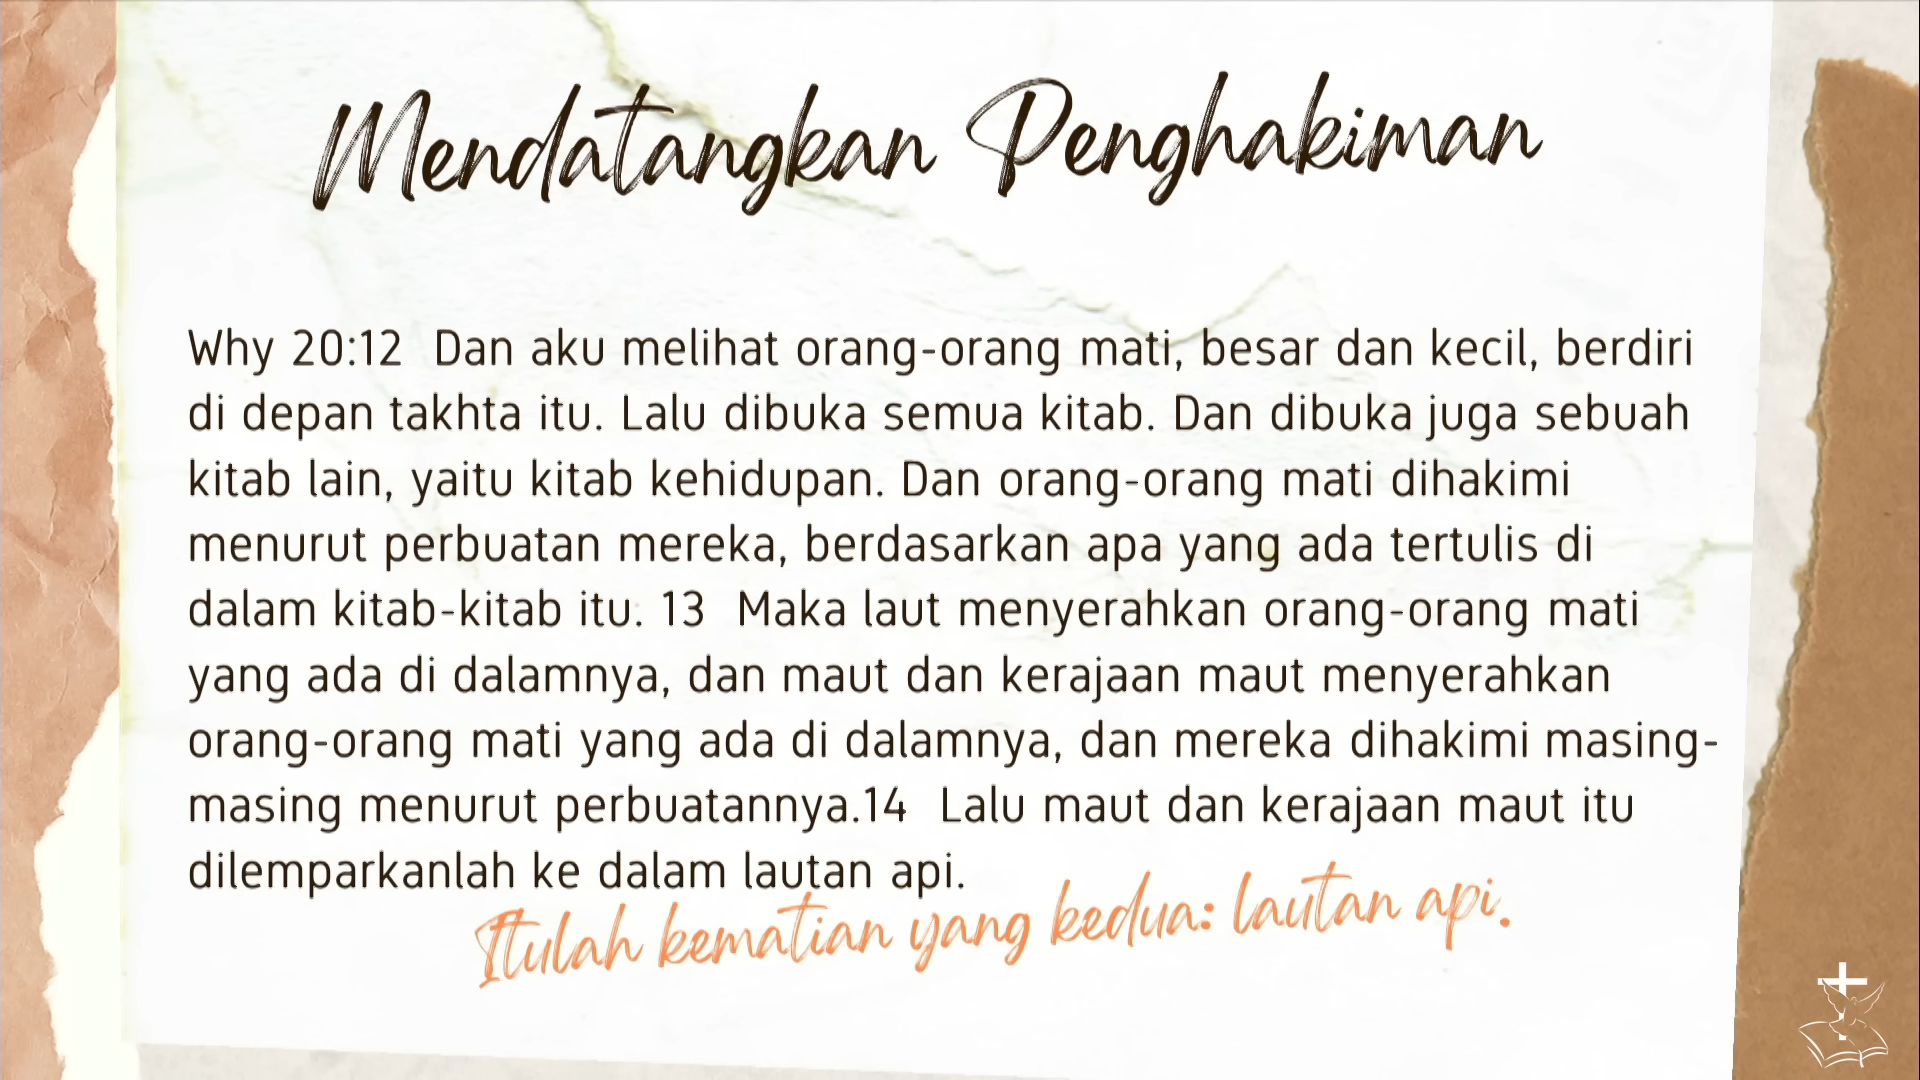 Mendatangkan Penghakiman
Why 20:12  Dan aku melihat orang-orang mati, besar dan kecil, berdiri
di depan takhta itu. Lalu dibuka semua kitab. Dan dibuka juga sebuah
kitab lain, yaitu kitab kehidupan. Dan orang-orang mati dihakimi
menurut perbuatan mereka, berdasarkan apa yang ada tertulis di
dalam kitab-kitab itu. 13  Maka laut menyerahkan orang-orang mati
yang ada di dalamnya, dan maut dan kerajaan maut menyerahkan
orang-orang mati yang ada di dalamnya, dan mereka dihakimi masing-
masing menurut perbuatannya.14  Lalu maut dan kerajaan maut itu
dilemparkanlah ke dalam lautan api.
Itulah kematian yang kedua: lautan api.